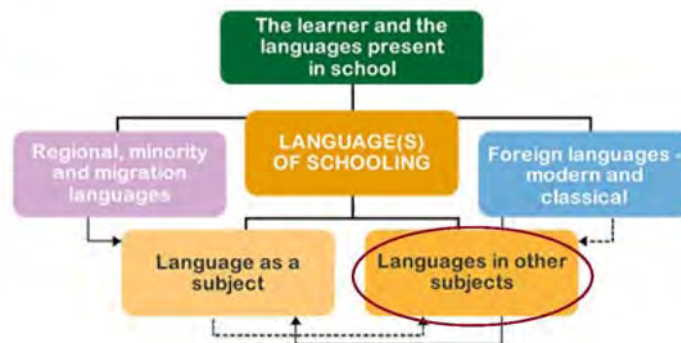 The learner and the
languages present
in school
Regional, minority
and migration
languages
LANGUAGE(S)
OF SCHOOLING
Foreign languages -
modern and
classical
Language as a
subject
Languages in other
subjects